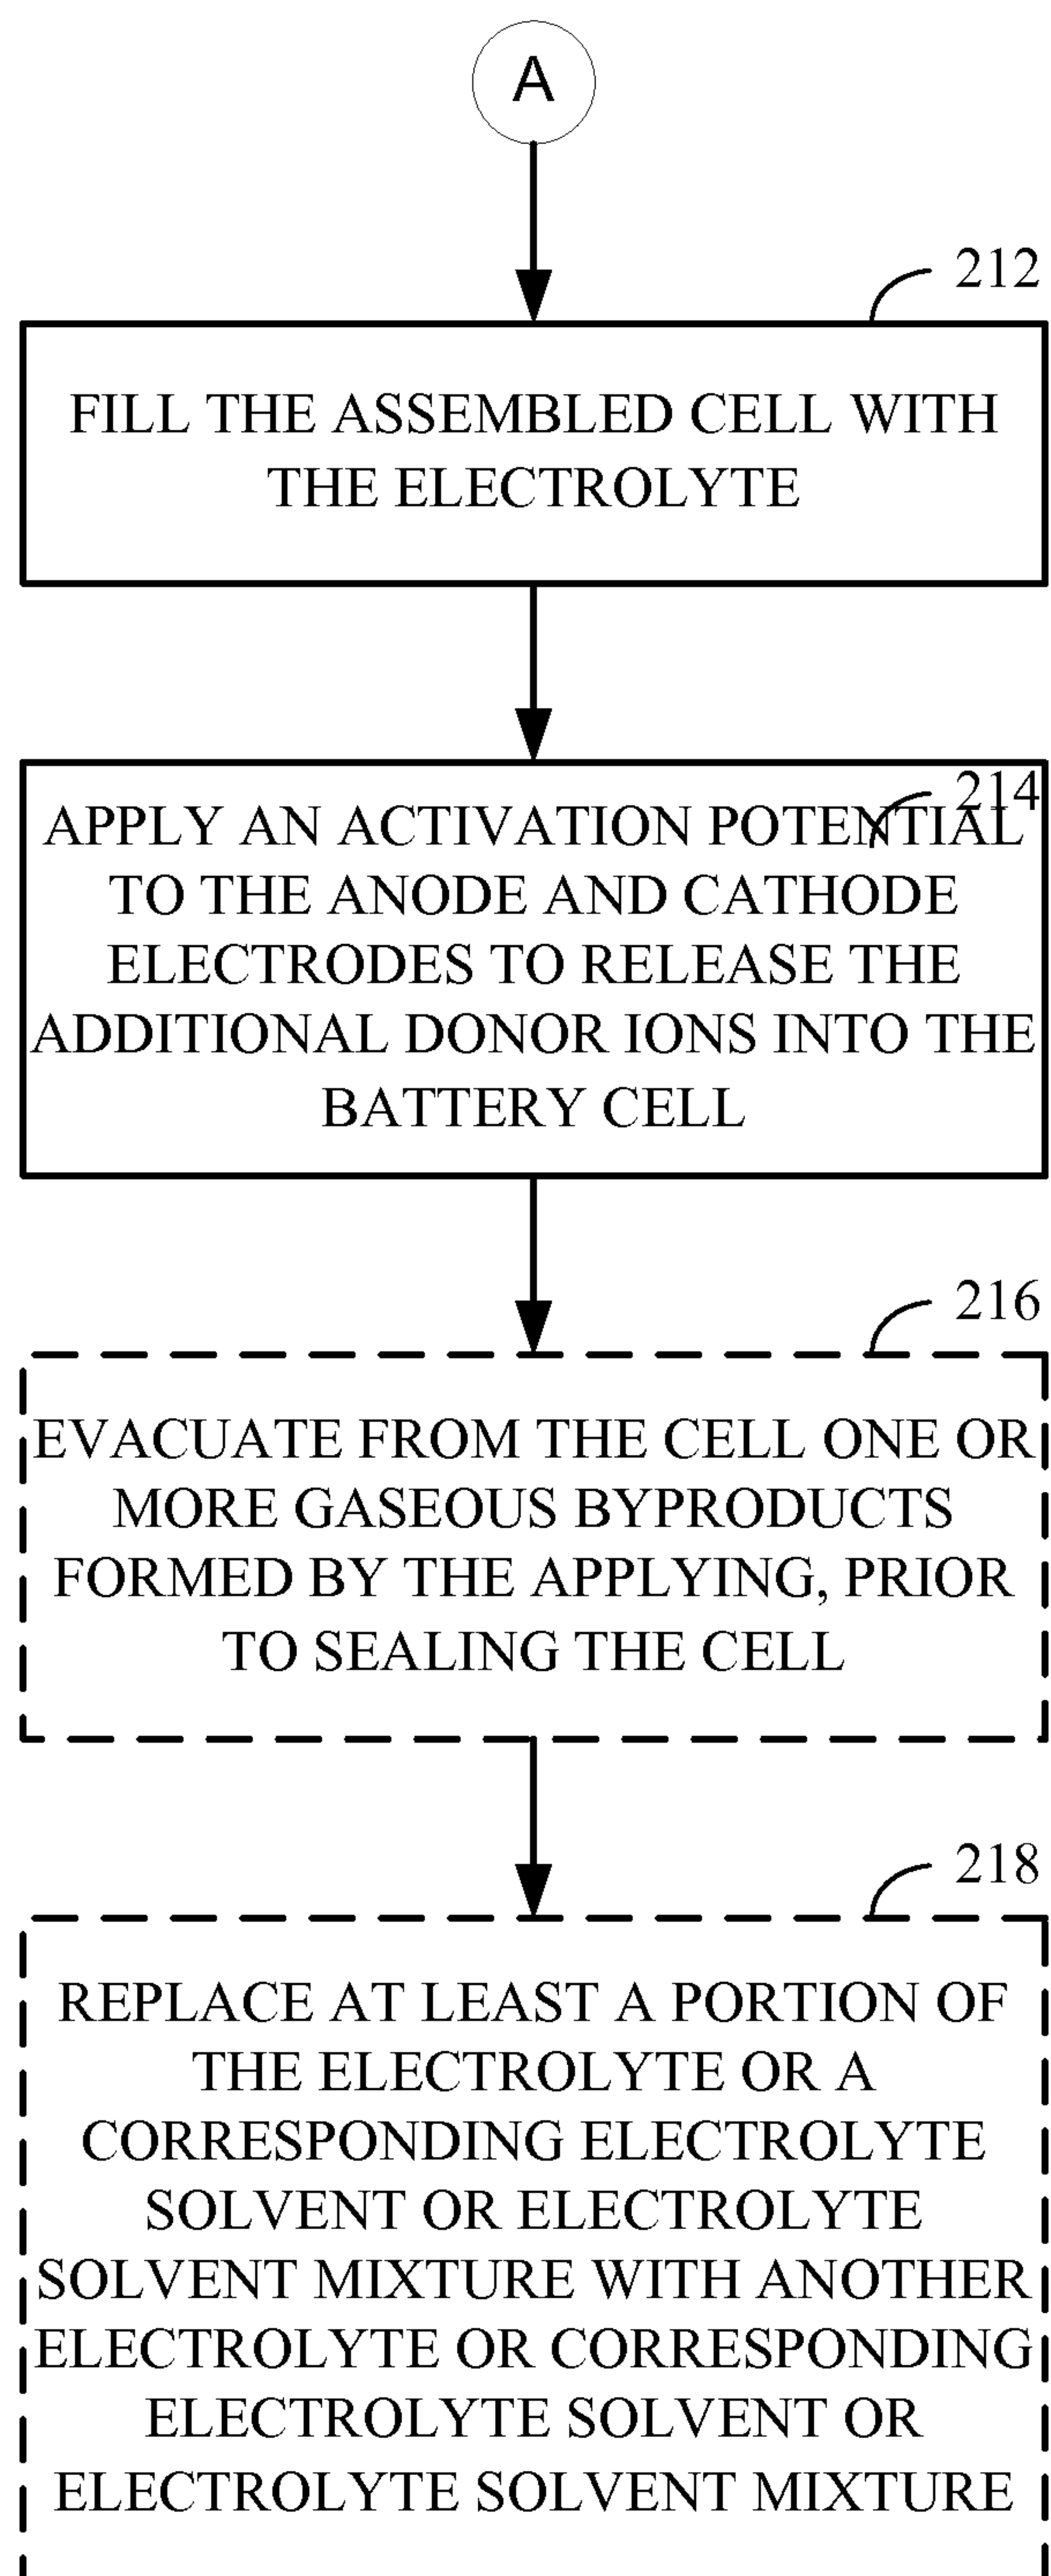 A
212
FILL THE ASSEMBLED CELL WITH
THE ELECTROLYTE
214
APPLY AN ACTIVATION POTENTIAL
TO THE ANODE AND CATHODE
ELECTRODES TO RELEASE THE
ADDITIONAL DONOR IONS INTO THE
BATTERY CELL
216
EVACUATE FROM THE CELL ONE OR
MORE GASEOUS BYPRODUCTS
FORMED BY THE APPLYING, PRIOR
TO SEALING THE CELL
218
REPLACE AT LEAST A PORTION OF
THE ELECTROLYTE OR A
CORRESPONDING ELECTROLYTE
SOLVENT OR ELECTROLYTE
SOLVENT MIXTURE WITH ANOTHER
ELECTROLYTE OR CORRESPONDING
ELECTROLYTE SOLVENT OR
ELECTROLYTE SOLVENT MIXTURE